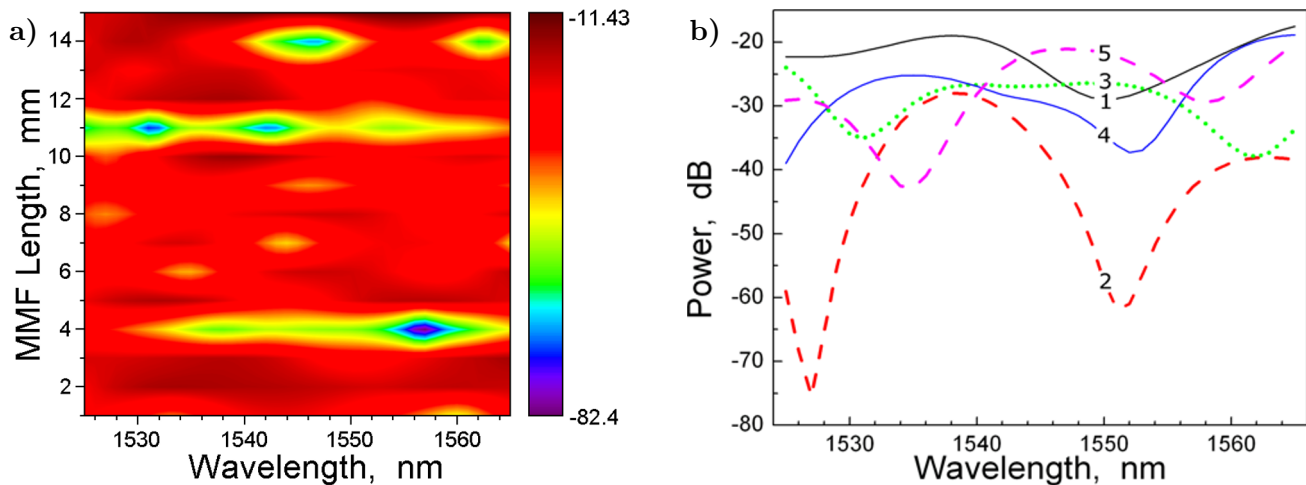 a)
MMF Length, mm
14
12
10
8
6
4
2
1530 1540 1550 1560
Wavelength, nm
-11.43
-82.4
b)
Power, dB
-20
-30
-40
-50
-60
-70
-80
1530 1540 1550 1560
Wavelength, nm
5
3
1
4
2